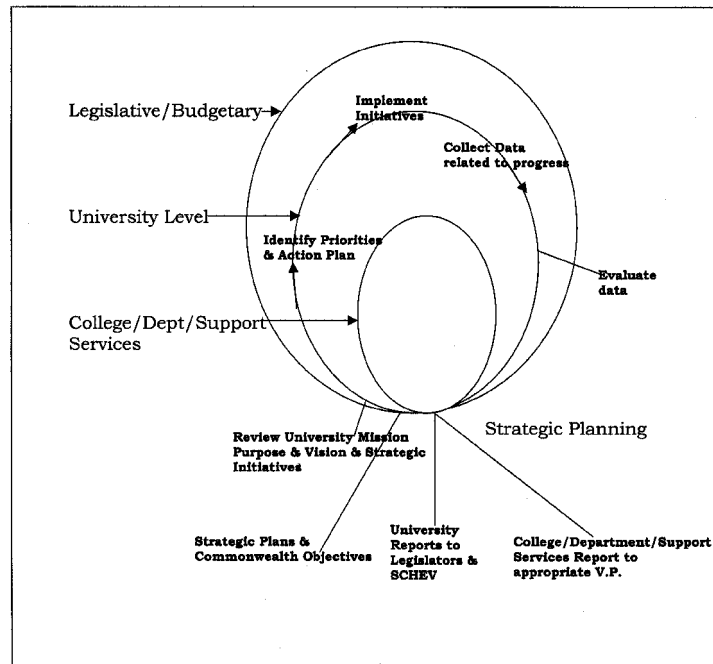 Implement
Initiatives
Legislative/Budgetary
Collect Data
related to progress
University Level
Identify Priorities
& Action Plan
Evaluate
data
College/Dept/Support
Services
Strategic Planning
Review University Mission
Purpose & Vision & Strategic
Initiatives
Strategic Plans &
Commonwealth Objectives
University
Reports to
Legislators &
SCHEV
College/Department/Support
Services Report to
appropriate V.P.